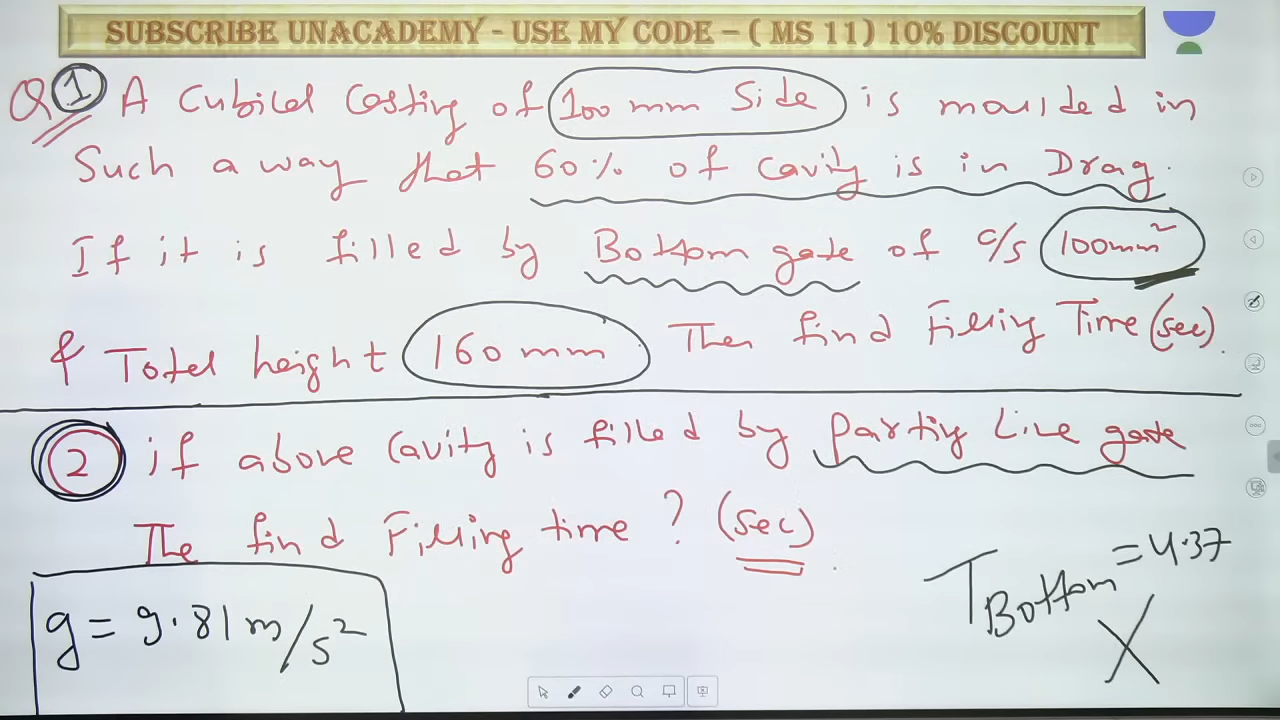 SUBSCRIBE UNACADEMY - USE MY CODE – ( MS 11) 10% DISCOUNT
Q 1 A Cubical Casting of 100 mm Side is moulded in
Such a way that 60% of cavity is in Drag.
If it is filled by Bottom gate of c/s 100mm²
& Total height 160 mm Then find Filling Time (sec).
2 if above Cavity is filled by Parting Line gate
The find Filling time ? (sec)
g = 9.81 m/s²
T Bottom = 4.37
X